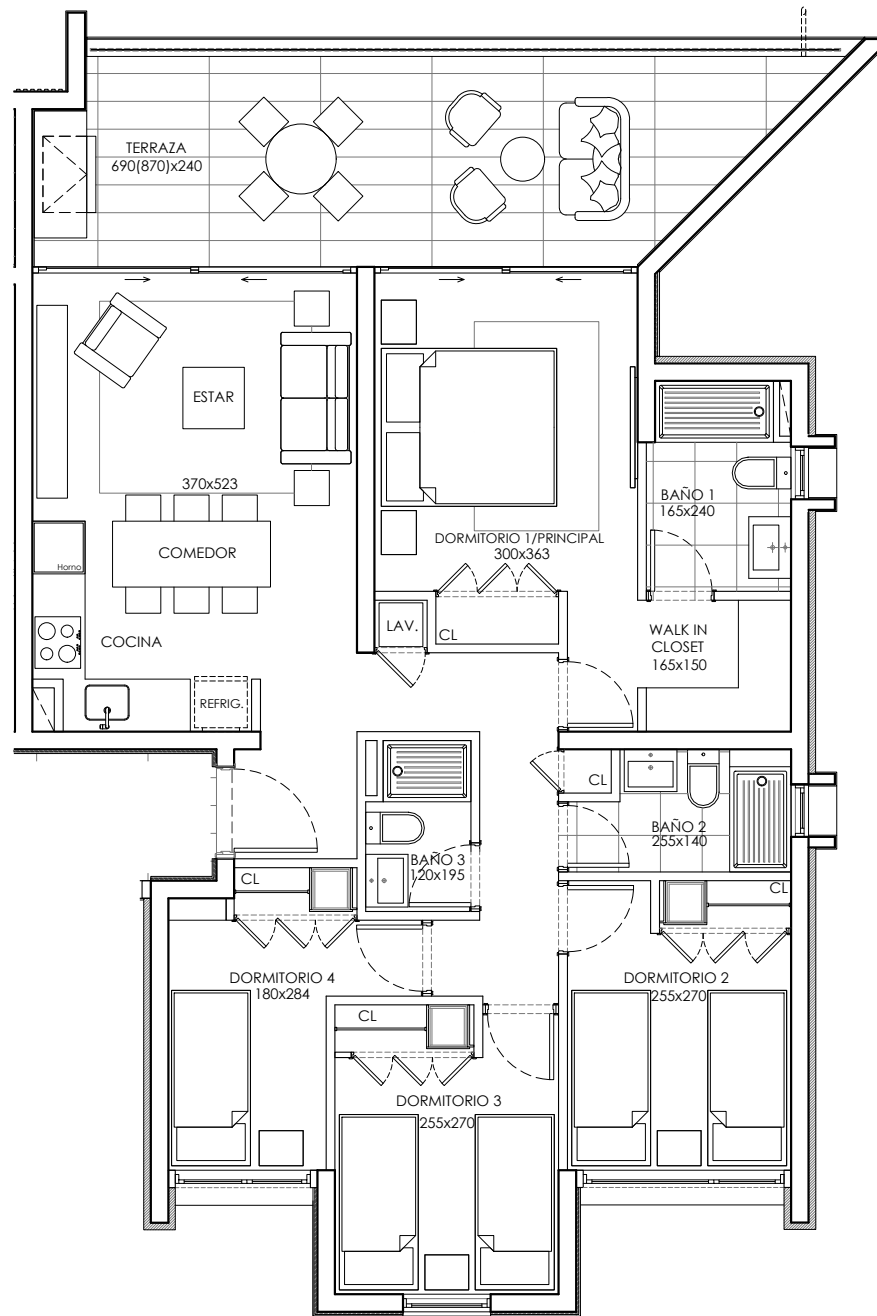 TERRAZA
690(870)x240
ESTAR
370x523
COMEDOR
Horno
COCINA
REFRIG.
DORMITORIO 1/PRINCIPAL
300x363
BAÑO 1
165x240
LAV.
CL
WALK IN
CLOSET
165x150
CL
BAÑO 2
255x140
BAÑO 3
120x195
CL
CL
DORMITORIO 4
180x284
DORMITORIO 2
255x270
CL
DORMITORIO 3
255x270